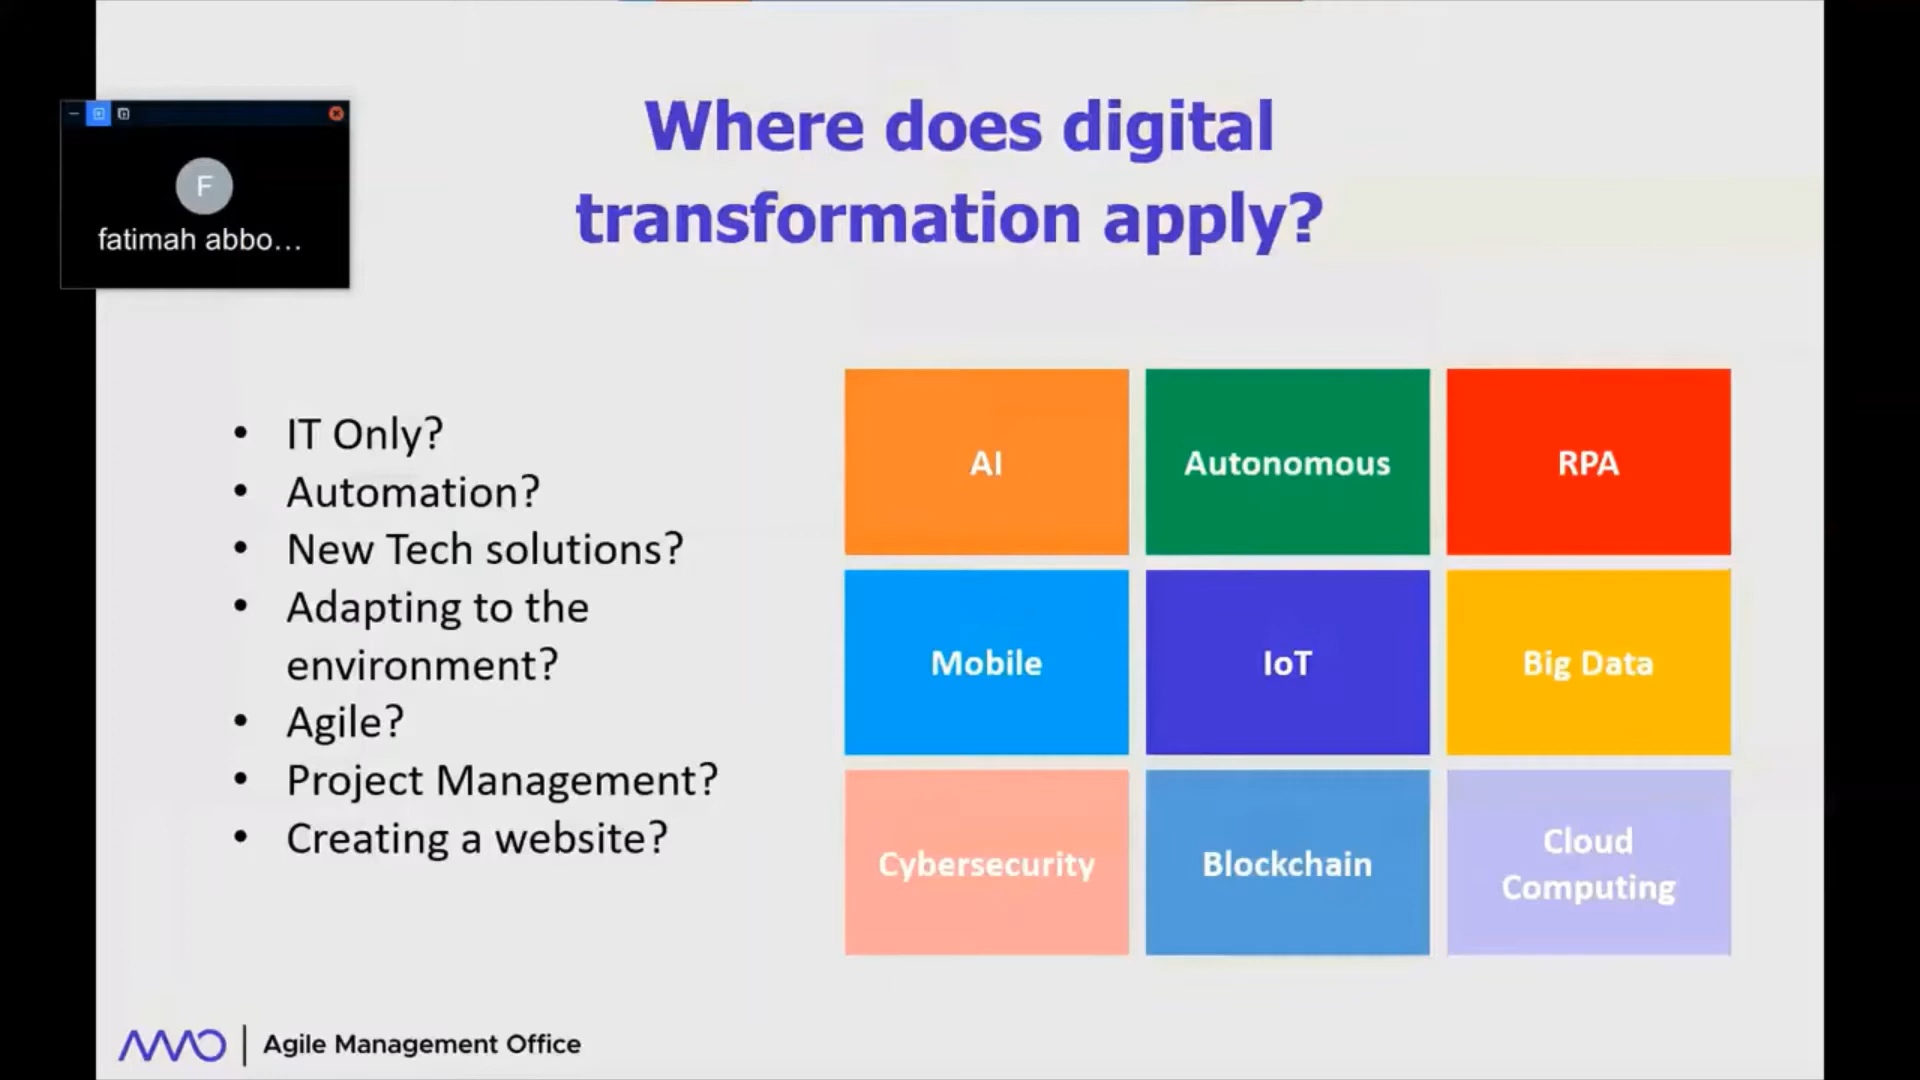 Where does digital
transformation apply?
F
fatimah abbo...
• IT Only?
• Automation?
• New Tech solutions?
• Adapting to the
environment?
• Agile?
• Project Management?
• Creating a website?
AI
Autonomous
RPA
Mobile
IoT
Big Data
Cybersecurity
Blockchain
Cloud
Computing
AMO | Agile Management Office